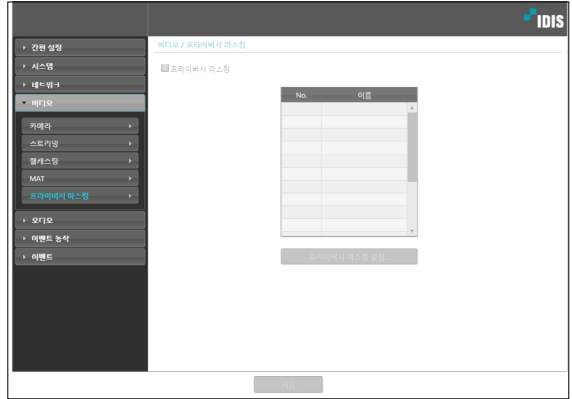 IDIS
비디오 / 프라이버시 마스킹
간편 설정
시스템
네트워크
비디오
카메라
스트리밍
웹캐스팅
MAT
프라이버시 마스킹
오디오
이벤트 동작
이벤트
프라이버시 마스킹
No. 이름
프라이버시 마스킹 설정...
저장